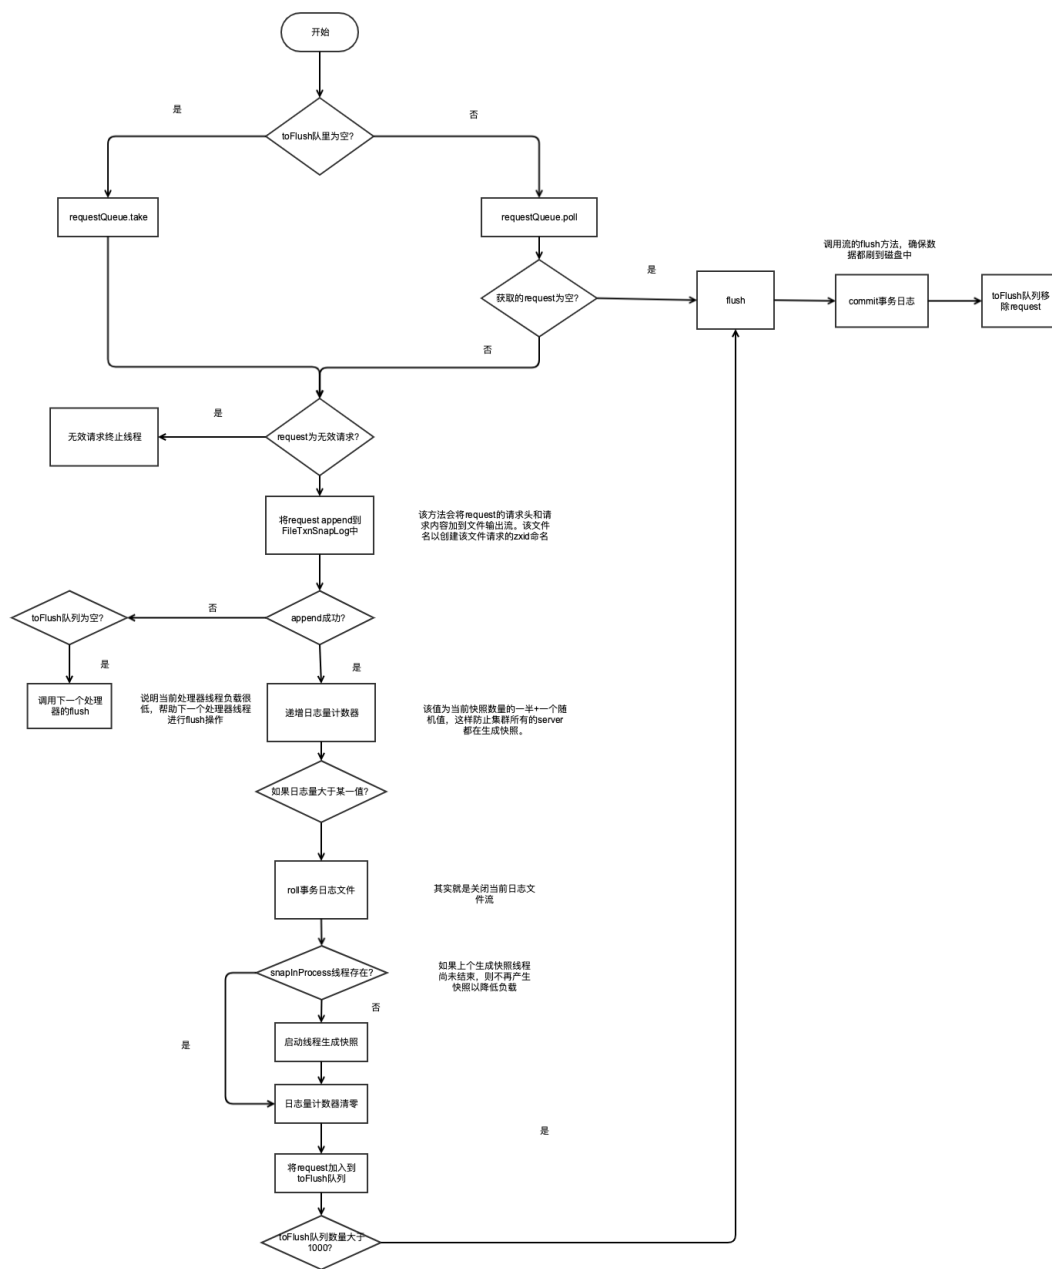 开始
是
否
toFlush队里为空?
requestQueue.take
requestQueue.poll
调用流的flush方法，确保数
据都刷到磁盘中
是
获取的request为空?
flush
commit事务日志
toFlush队列移
除request
否
是
无效请求终止线程
request为无效请求?
将request append到
FileTxnSnapLog中
该方法会将request的请求头和请
求内容加到文件输出流。该文件
名以创建该文件请求的zxid命名
否
toFlush队列为空?
append成功?
是
是
调用下一个处理
器的flush
说明当前处理器线程负载很
低，帮助下一个处理器线程
进行flush操作
递增日志量计数器
该值为当前快照数量的一半+一个随
机值，这样防止集群所有的server
都在生成快照。
如果日志量大于某一值?
roll事务日志文件
其实就是关闭当前日志文
件流
snapInProcess线程存在?
如果上个生成快照线程
尚未结束，则不再产生
快照以降低负载
否
启动线程生成快照
是
日志量计数器清零
是
将request加入到
toFlush队列
toFlush队列数量大于
1000?